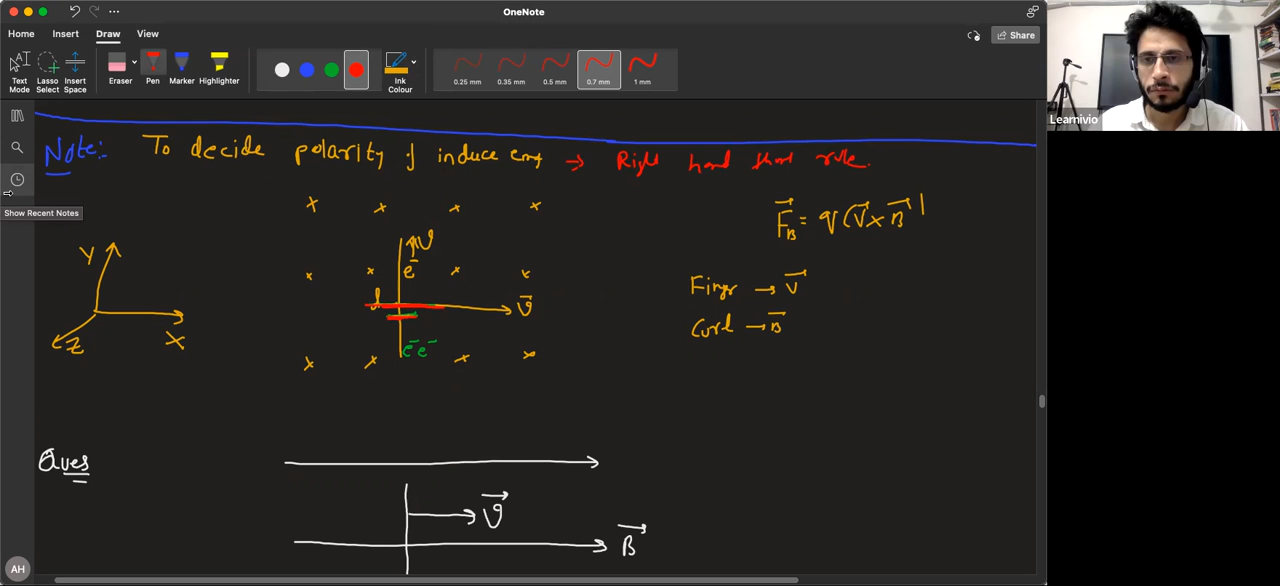 OneNote
Home Insert Draw View
Share
Text Mode
Lasso Select
Insert Space
Eraser
Pen
Marker
Highlighter
Ink Colour
0.25 mm
0.35 mm
0.5 mm
0.7 mm
1 mm
Learnivio
Note:- To decide polarity of induce emf → Right hand thumb rule.
Show Recent Notes
x x x x
F⃗B = q(V⃗ x B⃗)
Y
v
e-
x x x x
Finger → V⃗
l
v⃗
Curl → B⃗
Z X
e- e-
x x x x
Ques
V⃗
B⃗
AH